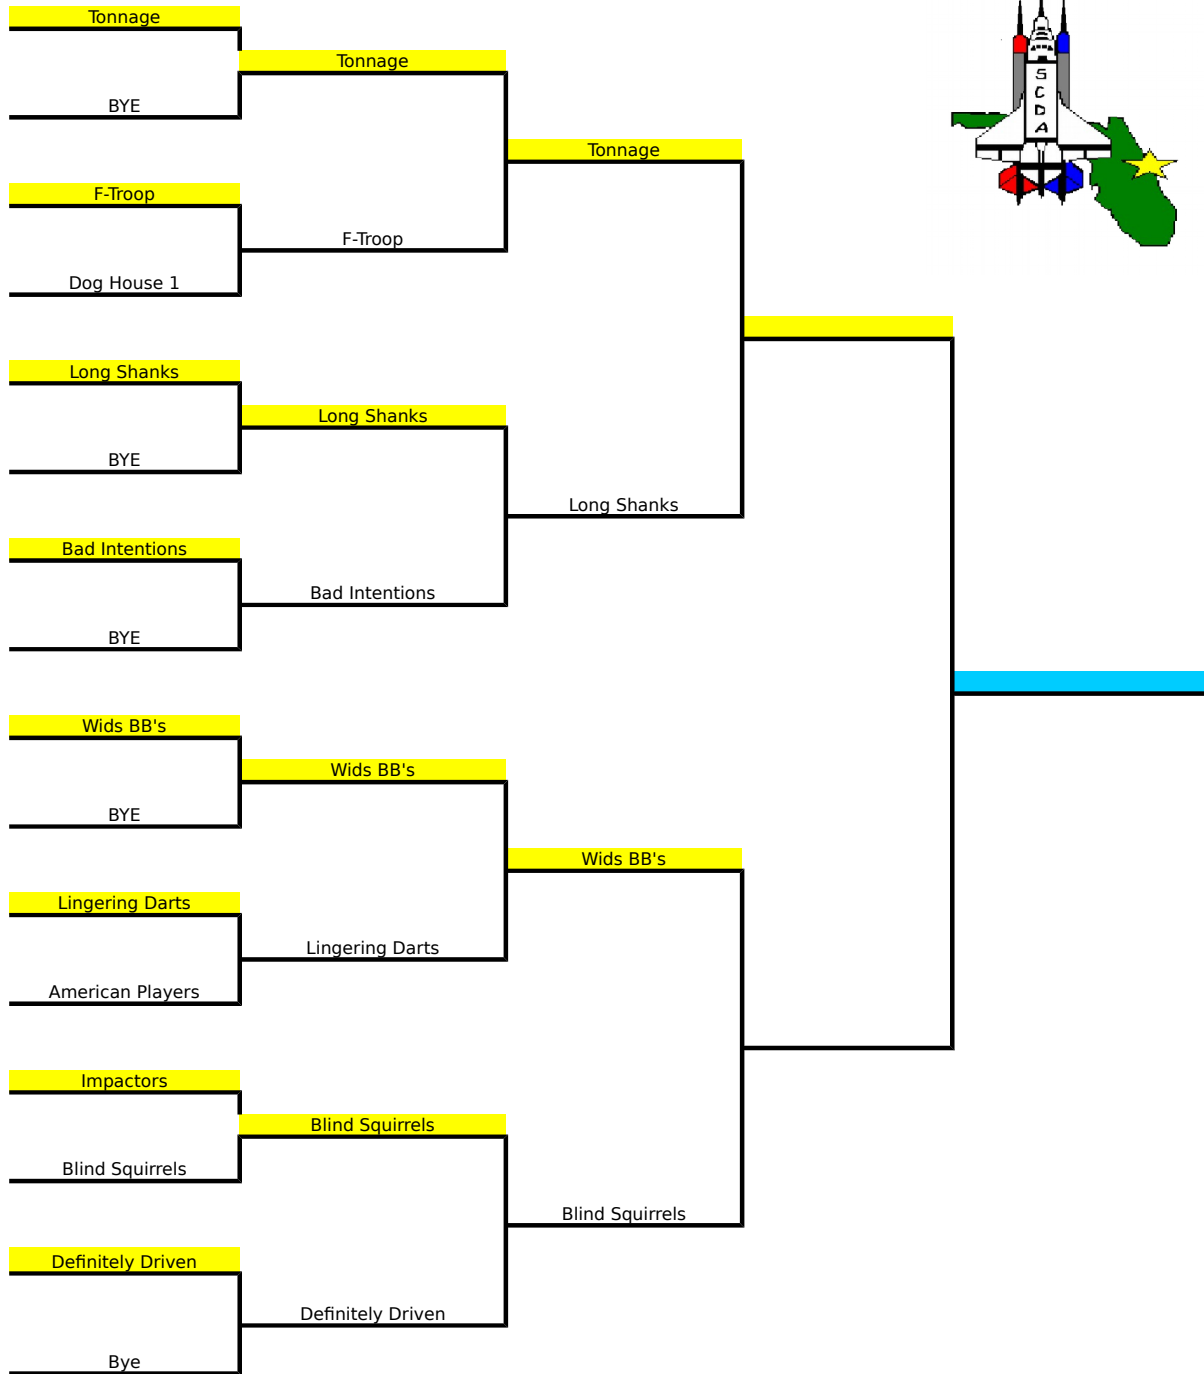 Tonnage
Tonnage
BYE
Tonnage
F-Troop
F-Troop
Dog House 1
Long Shanks
Long Shanks
BYE
Long Shanks
Bad Intentions
Bad Intentions
BYE
Wids BB's
Wids BB's
BYE
Wids BB's
Lingering Darts
Lingering Darts
American Players
Impactors
Blind Squirrels
Blind Squirrels
Blind Squirrels
Definitely Driven
Definitely Driven
Bye
SCDA